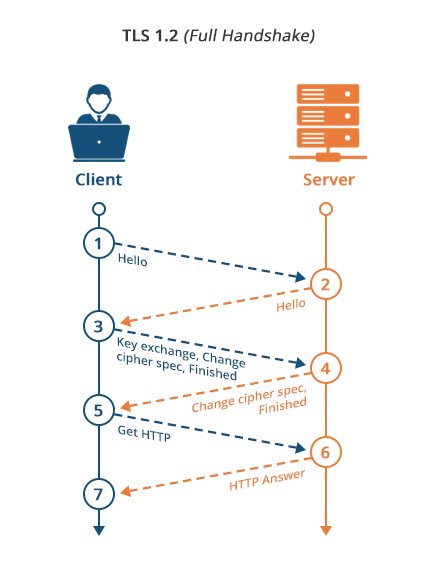 TLS 1.2 (Full Handshake)
Client
Server
1
Hello
2
Hello
3
Key exchange, Change
cipher spec, Finished
4
Change cipher spec,
Finished
5
Get HTTP
6
HTTP Answer
7